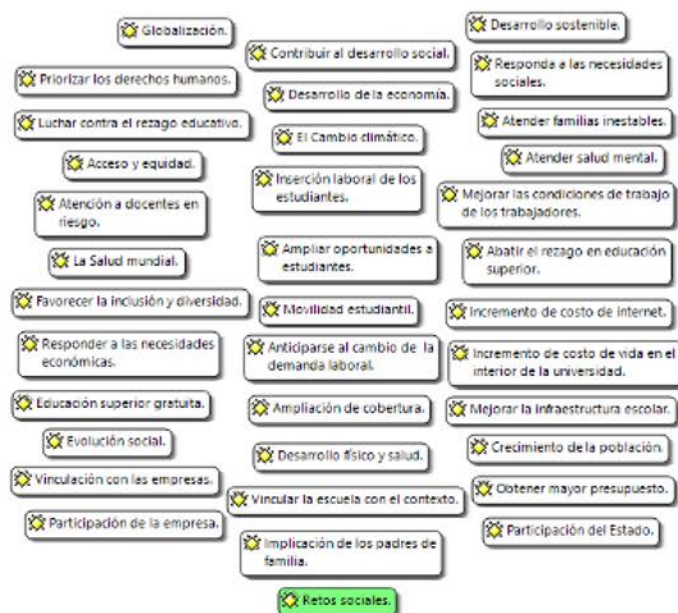 Globalización.
Priorizar los derechos humanos.
Luchar contra el rezago educativo.
Acceso y equidad.
Atención a docentes en
riesgo.
La Salud mundial.
Favorecer la inclusión y diversidad.
Responder a las necesidades
económicas.
Educación superior gratuita.
Evolución social.
Vinculación con las empresas.
Participación de la empresa.
Contribuir al desarrollo social.
Desarrollo de la economía.
El Cambio climático.
Inserción laboral de los
estudiantes.
Ampliar oportunidades a
estudiantes.
Movilidad estudiantil.
Anticiparse al cambio de la
demanda laboral.
Ampliación de cobertura.
Desarrollo físico y salud.
Vincular la escuela con el contexto.
Implicación de los padres de
familia.
Retos sociales.
Desarrollo sostenible.
Responda a las necesidades
sociales.
Atender familias inestables.
Atender salud mental.
Mejorar las condiciones de trabajo
de los trabajadores.
Abatir el rezago en educación
superior.
Incremento de costo de internet.
Incremento de costo de vida en el
interior de la universidad.
Mejorar la infraestructura escolar.
Crecimiento de la población.
Obtener mayor presupuesto.
Participación del Estado.